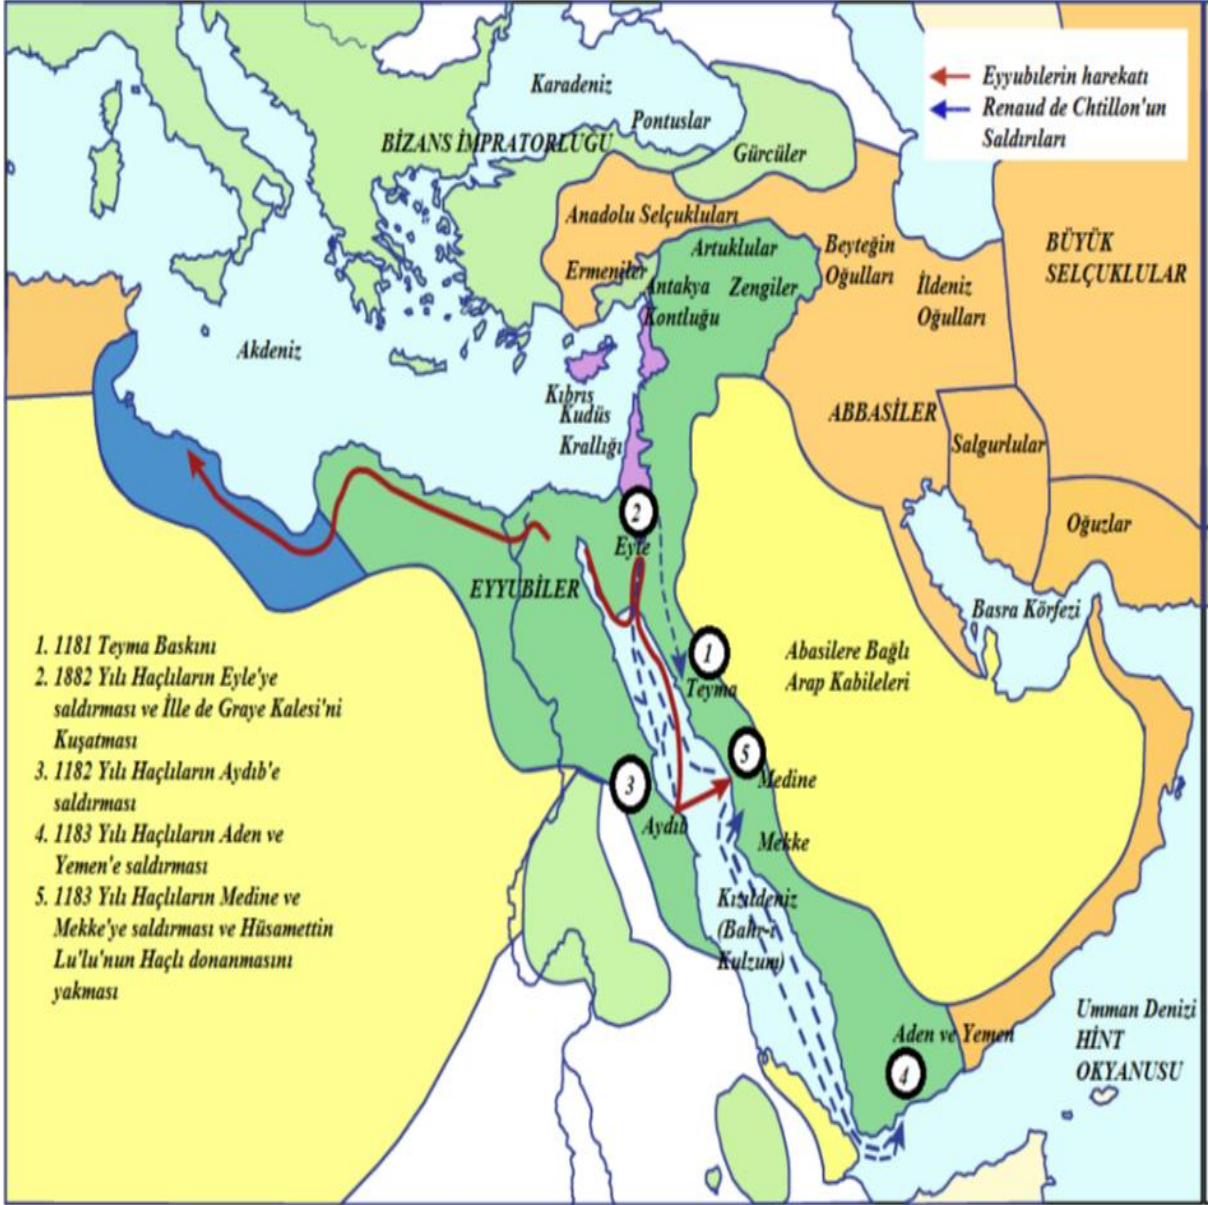 Eyyubılerin harekatı
Renaud de Chtillon'un
Saldırıları
Karadeniz
Pontuslar
BİZANS İMPRATORLUĞU
Gürcüler
Anadolu Selçukluları
Artuklular
Beyteğin
Oğulları
BÜYÜK
SELÇUKLULAR
Ermeniler
Antakya
Kontluğu
Zengiler
İldeniz
Oğulları
Akdeniz
Kıbrıs
Kudüs
Krallığı
ABBASİLER
Salgurlular
2
Eyle
Oğuzlar
EYYUBİLER
Basra Körfezi
1
Teyma
Abasilere Bağlı
Arap Kabileleri
5
Medine
3
Aydıb
Mekke
Kızıldeniz
(Bahr-i
Kulzum)
Aden ve Yemen
4
Umman Denizi
HİNT
OKYANUSU
1. 1181 Teyma Baskını
2. 1882 Yılı Haçlıların Eyle'ye
saldırması ve İlle de Graye Kalesi'ni
Kuşatması
3. 1182 Yılı Haçlıların Aydıb'e
saldırması
4. 1183 Yılı Haçlıların Aden ve
Yemen'e saldırması
5. 1183 Yılı Haçlıların Medine ve
Mekke'ye saldırması ve Hüsamettin
Lu'lu'nun Haçlı donanmasını
yakması